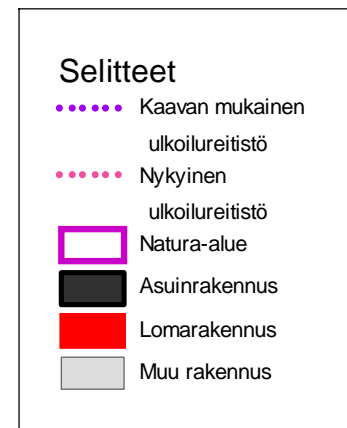 Selitteet
Kaavan mukainen
ulkoilureitistö
Nykyinen
ulkoilureitistö
Natura-alue
Asuinrakennus
Lomarakennus
Muu rakennus